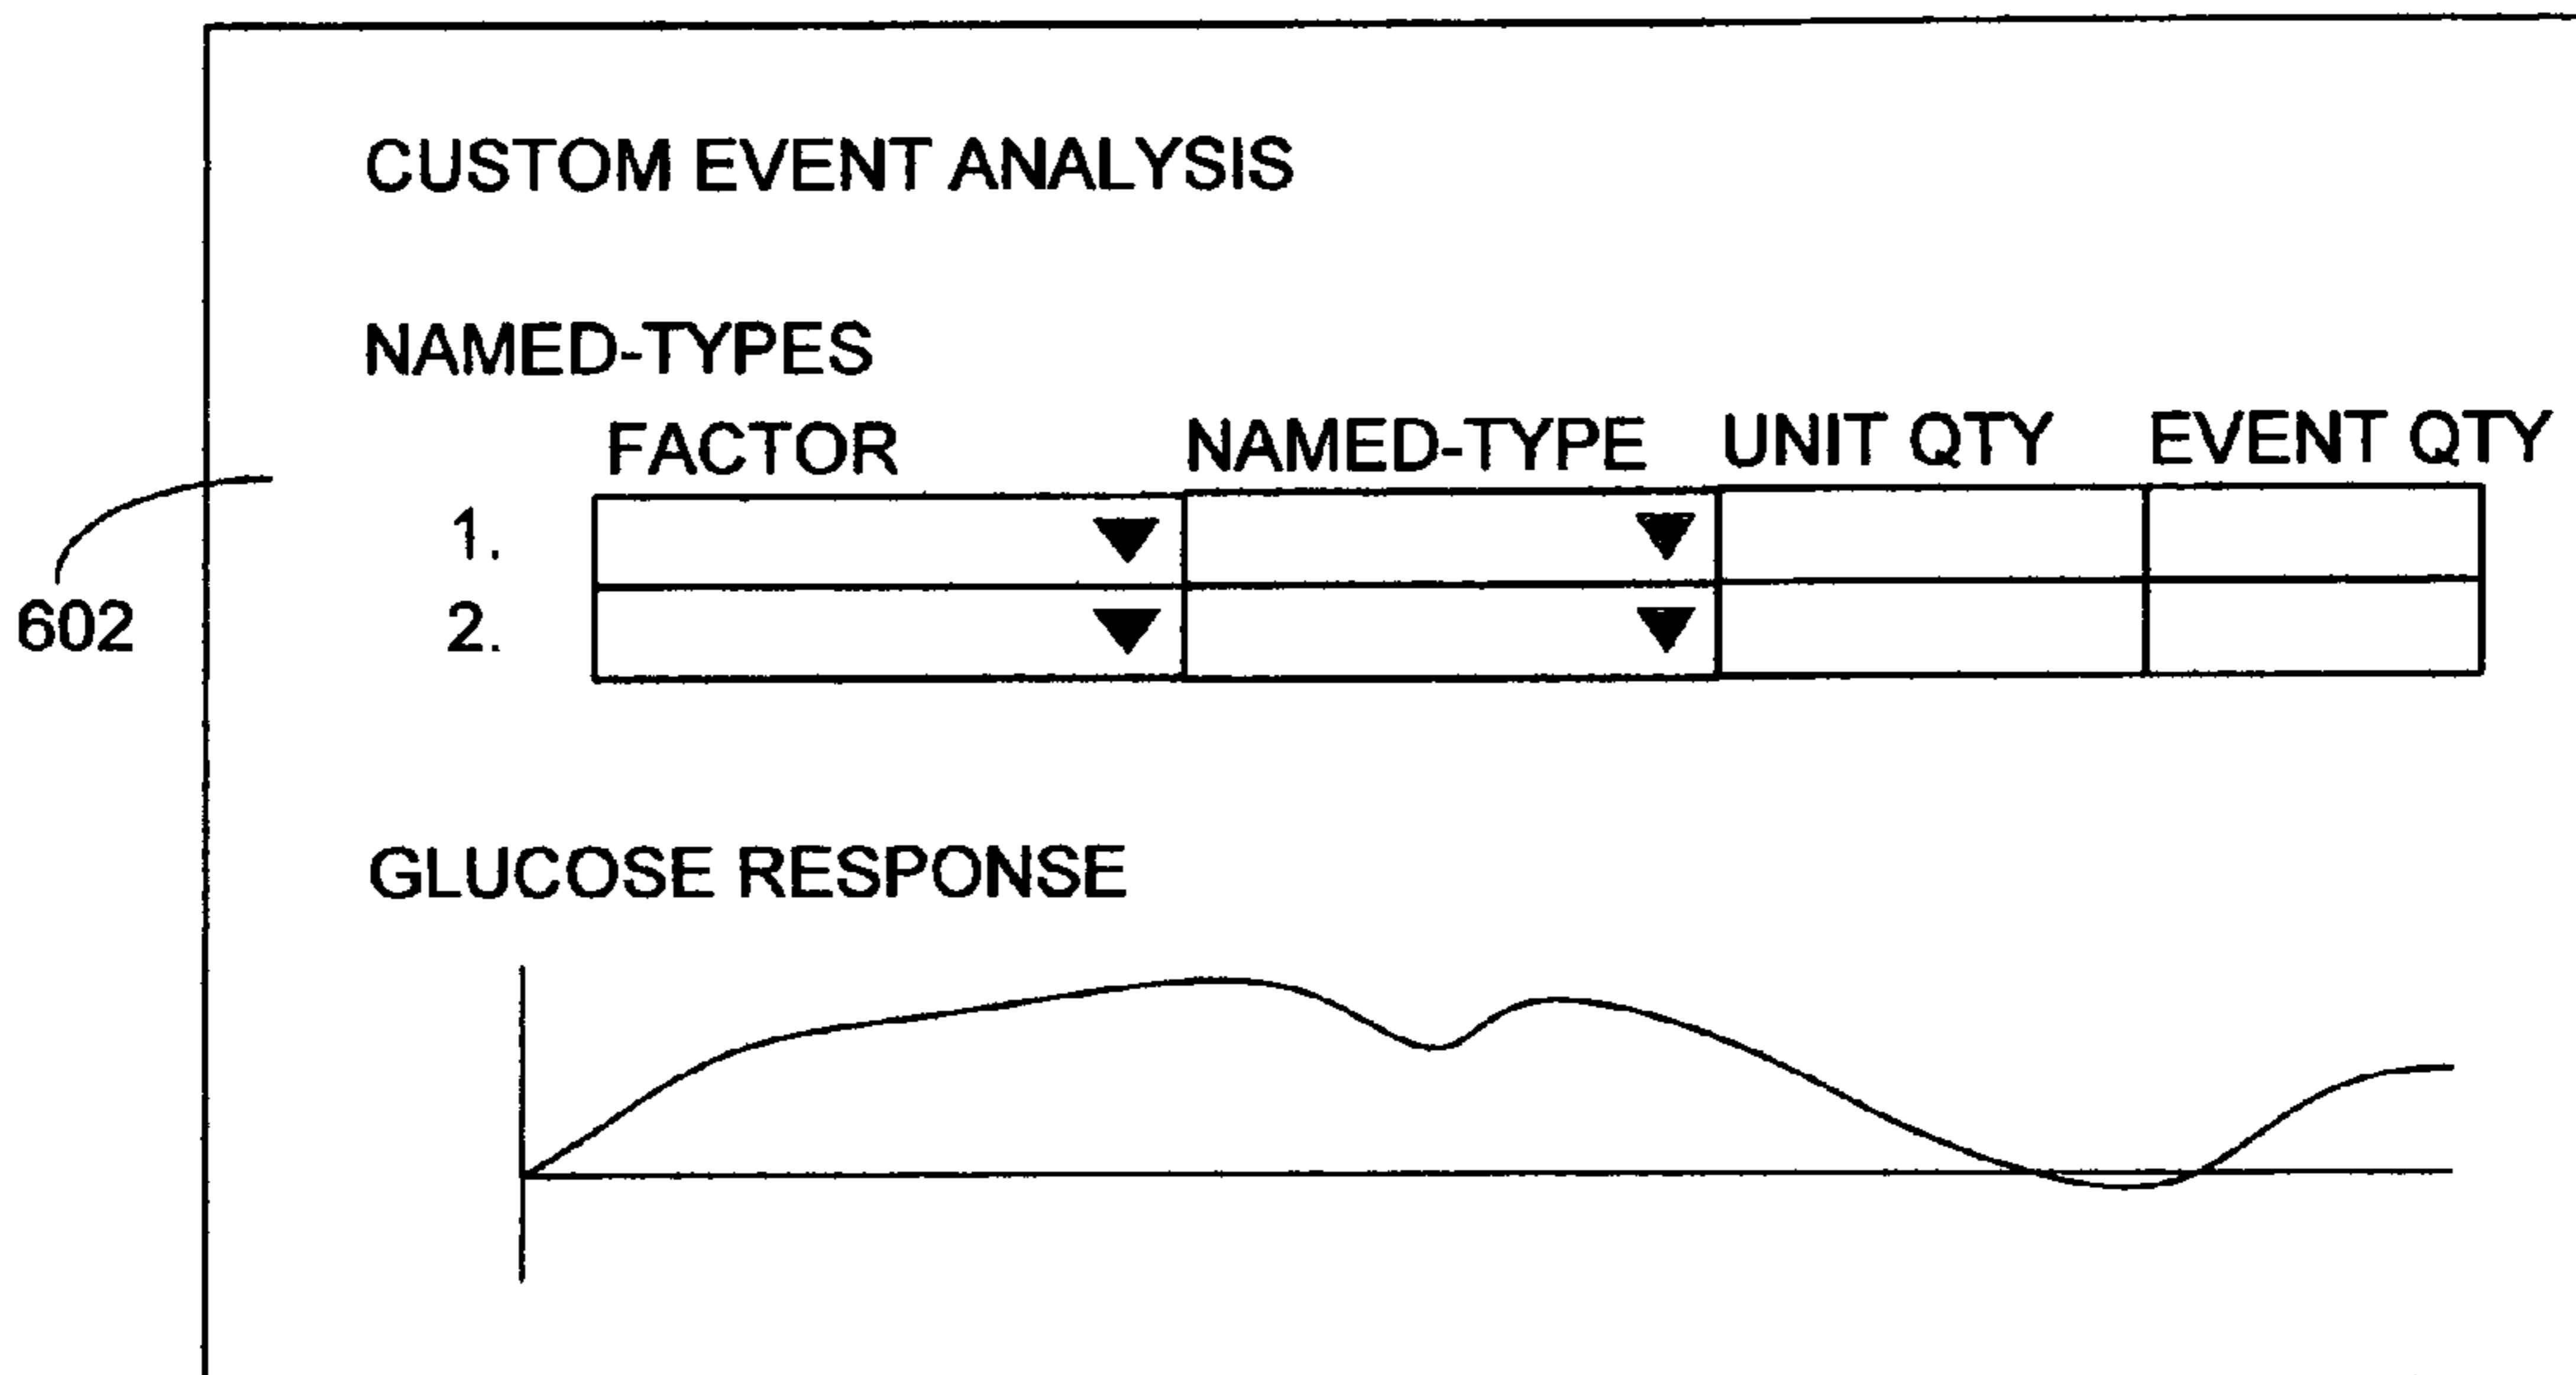 CUSTOM EVENT ANALYSIS
NAMED-TYPES
FACTOR NAMED-TYPE UNIT QTY EVENT QTY
1.
2.
602
GLUCOSE RESPONSE